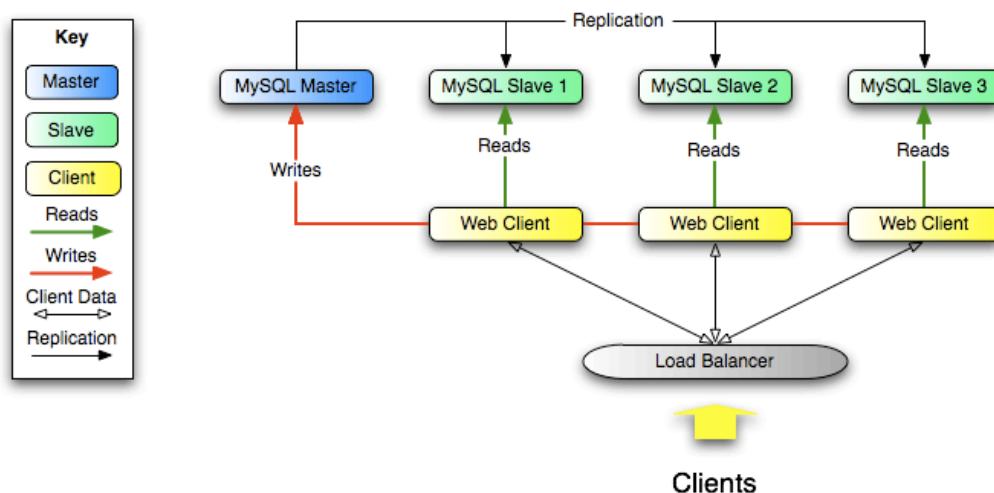 Key
Master
Slave
Client
Reads
Writes
Client Data
Replication
Replication
MySQL Master
MySQL Slave 1
MySQL Slave 2
MySQL Slave 3
Writes
Reads
Reads
Reads
Web Client
Web Client
Web Client
Load Balancer
Clients